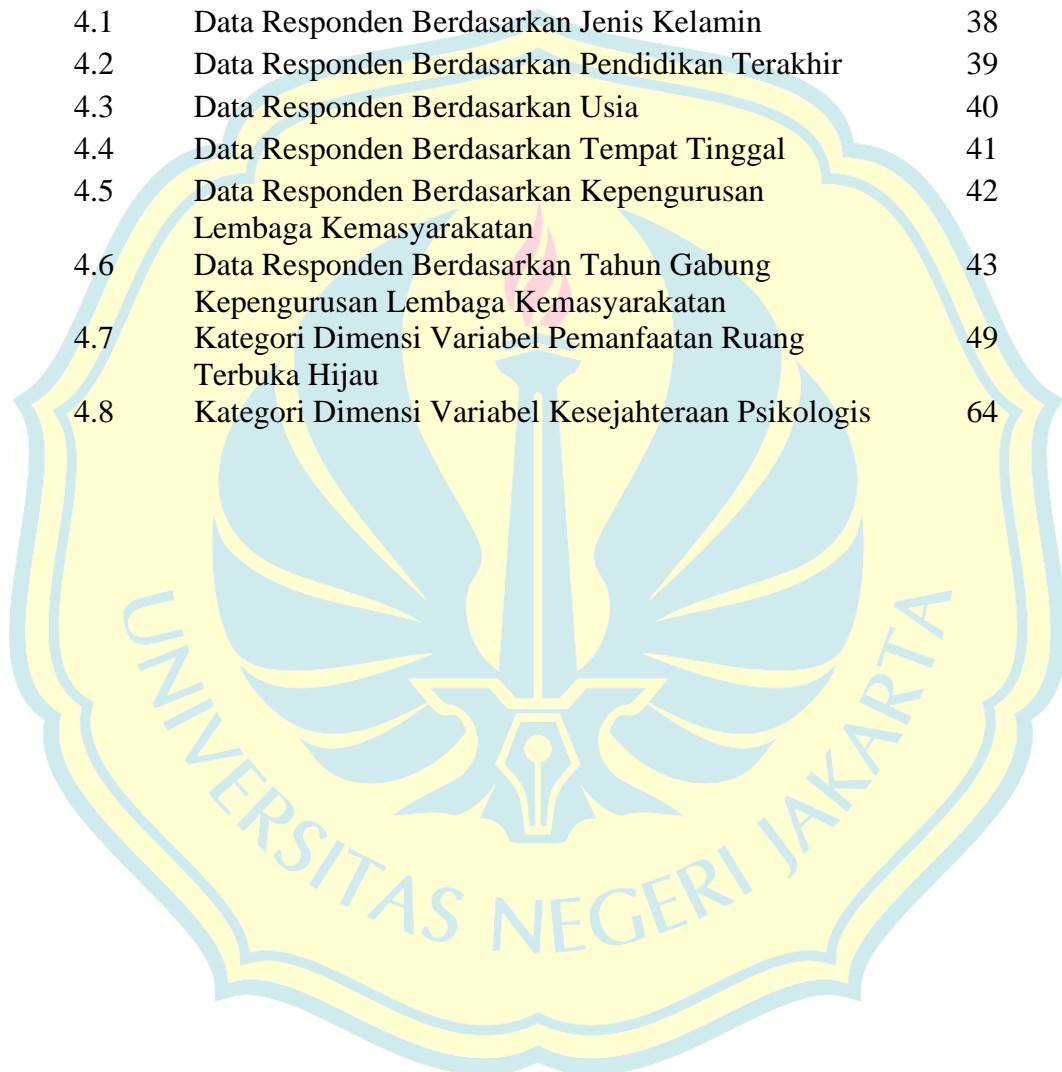 4.1 Data Responden Berdasarkan Jenis Kelamin 38
4.2 Data Responden Berdasarkan Pendidikan Terakhir 39
4.3 Data Responden Berdasarkan Usia 40
4.4 Data Responden Berdasarkan Tempat Tinggal 41
4.5 Data Responden Berdasarkan Kepengurusan 42
Lembaga Kemasyarakatan
4.6 Data Responden Berdasarkan Tahun Gabung 43
Kepengurusan Lembaga Kemasyarakatan
4.7 Kategori Dimensi Variabel Pemanfaatan Ruang 49
Terbuka Hijau
4.8 Kategori Dimensi Variabel Kesejahteraan Psikologis 64
UNIVERSITAS NEGERI JAKARTA